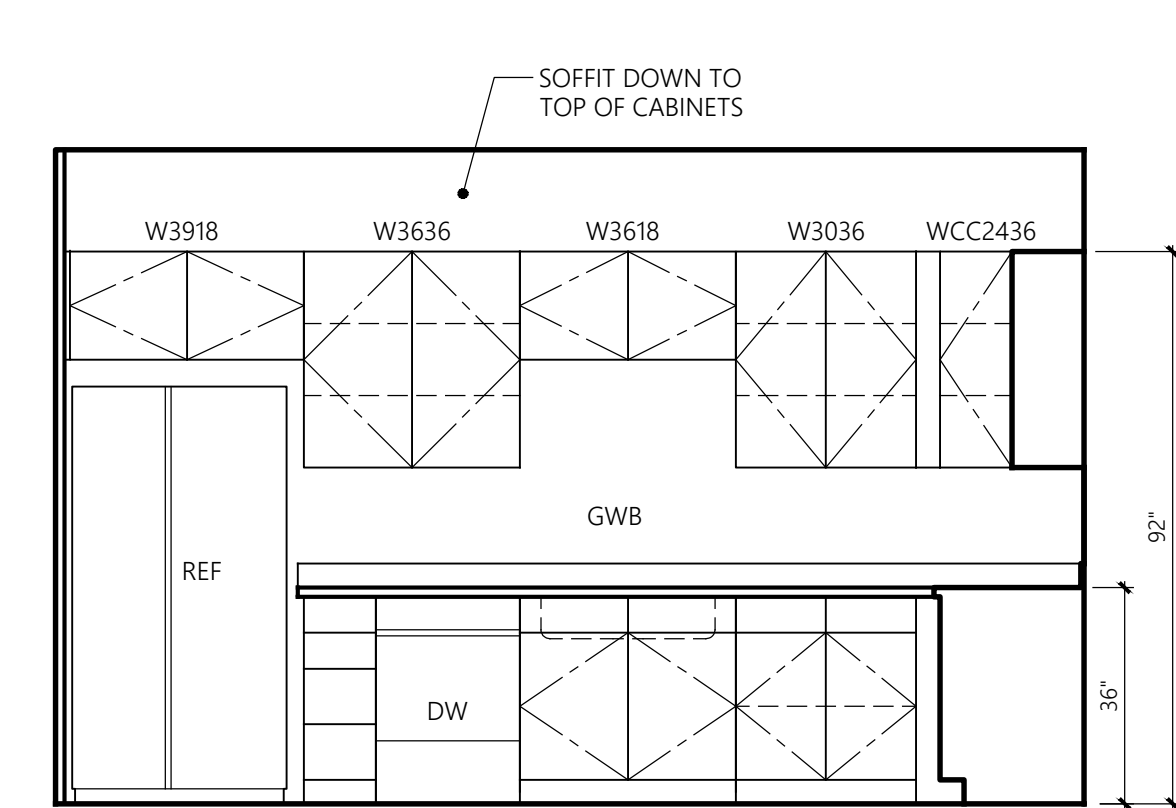 SOFFIT DOWN TO
TOP OF CABINETS
W3918 W3636 W3618 W3036 WCC2436
GWB
92"
REF
36"
DW